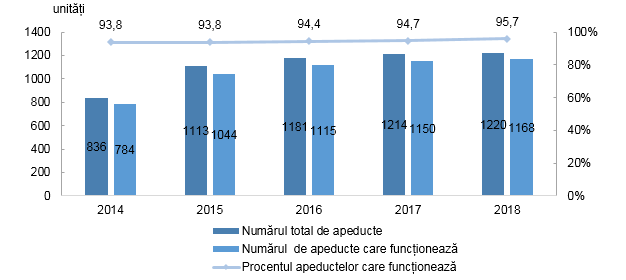 unități
93,8 93,8 94,4 94,7 95,7
1400 100%
1200
1000 80%
800 60%
600 40%
400
200 20%
0 0%
836 784 1113 1044 1181 1115 1214 1150 1220 1168
2014 2015 2016 2017 2018
Numărul total de apeducte
Numărul de apeducte care funcționează
Procentul apeductelor care funcționează